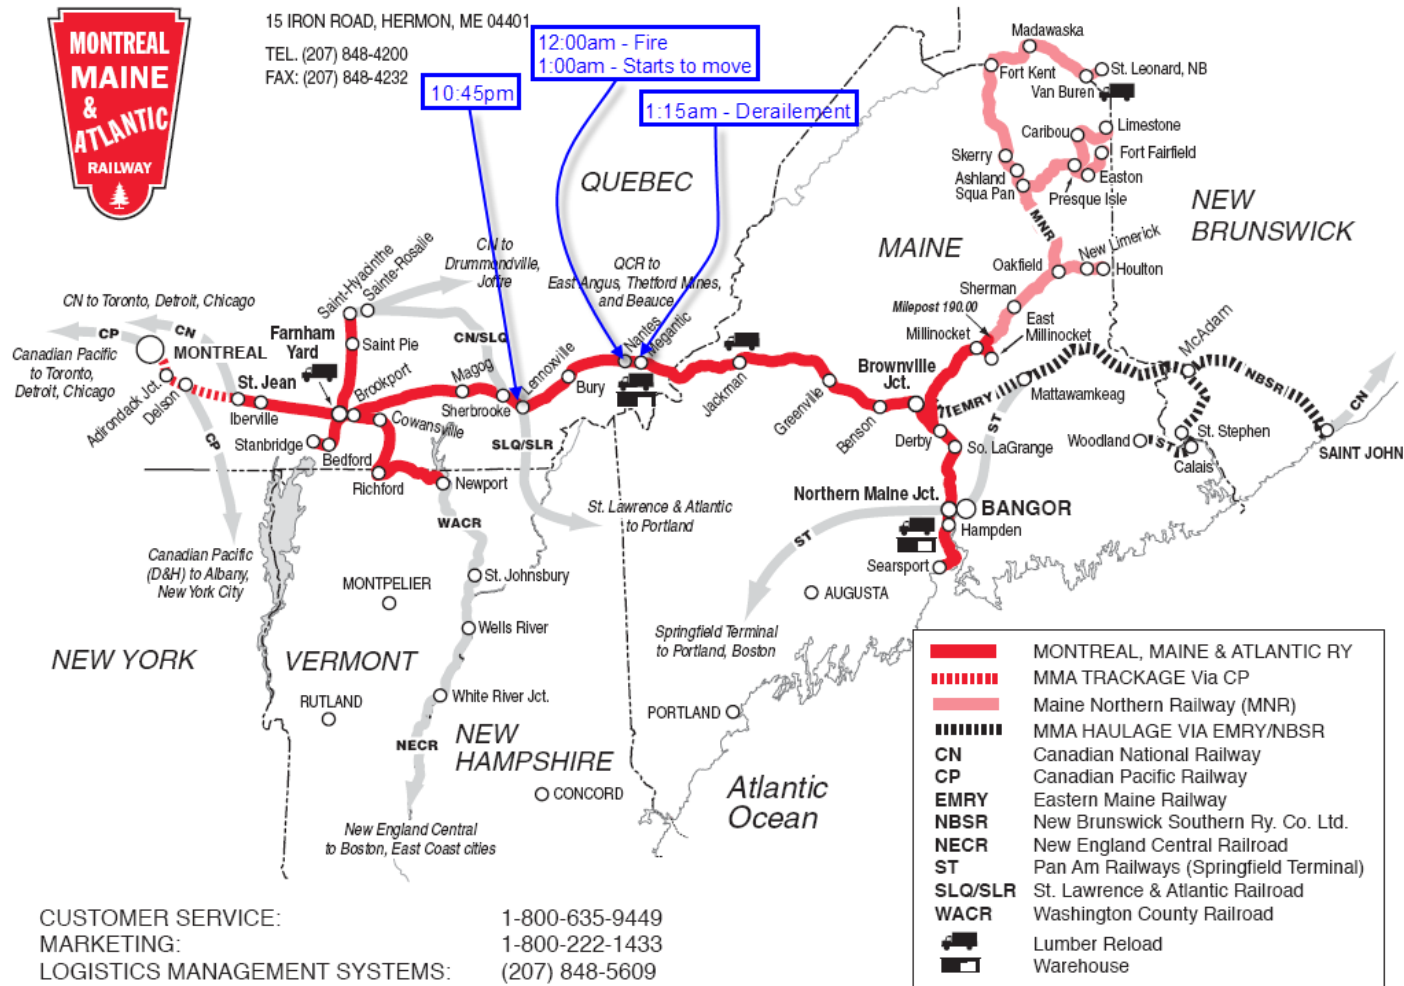 MONTREAL
MAINE
&
ATLANTIC
RAILWAY
15 IRON ROAD, HERMON, ME 04401
TEL. (207) 848-4200
FAX: (207) 848-4232
10:45pm
12:00am - Fire
1:00am - Starts to move
1:15am - Derailement
QUEBEC
MAINE
NEW
BRUNSWICK
Madawaska
Fort Kent
St. Leonard, NB
Van Buren
Caribou
Limestone
Fort Fairfield
Skerry
Ashland
Squa Pan
Easton
Presque Isle
MNR
New Limerick
Oakfield
Houlton
Sherman
Milepost 190.00
East
Millinocket
Millinocket
CN to Toronto, Detroit, Chicago
CP
CN
Canadian Pacific
to Toronto,
Detroit, Chicago
MONTREAL
Adirondack Jct.
Delson
St. Jean
Iberville
CP
Farnham
Yard
Saint-Hyacinthe
Sainte-Rosalie
Saint Pie
Brookport
Cowansville
Stanbridge
Bedford
Richford
Newport
CN to
Drummondville,
Joffre
CN/SLQ
Magog
Sherbrooke
Lennoxville
SLQ/SLR
Bury
QCR to
East Angus, Thetford Mines,
and Beauce
Nantes
Megantic
Jackman
Greenville
Benson
Brownville
Jct.
Derby
So. LaGrange
EMRY
ST
Mattawamkeag
McAdam
NBSR
Woodland
ST
St. Stephen
Calais
CN
SAINT JOHN
Northern Maine Jct.
BANGOR
Hampden
Searsport
ST
AUGUSTA
St. Lawrence & Atlantic
to Portland
Springfield Terminal
to Portland, Boston
PORTLAND
Canadian Pacific
(D&H) to Albany,
New York City
WACR
MONTPELIER
St. Johnsbury
Wells River
White River Jct.
NEW YORK
VERMONT
RUTLAND
NECR
NEW
HAMPSHIRE
CONCORD
New England Central
to Boston, East Coast cities
Atlantic
Ocean
MONTREAL, MAINE & ATLANTIC RY
MMA TRACKAGE Via CP
Maine Northern Railway (MNR)
MMA HAULAGE VIA EMRY/NBSR
CN Canadian National Railway
CP Canadian Pacific Railway
EMRY Eastern Maine Railway
NBSR New Brunswick Southern Ry. Co. Ltd.
NECR New England Central Railroad
ST Pan Am Railways (Springfield Terminal)
SLQ/SLR St. Lawrence & Atlantic Railroad
WACR Washington County Railroad
Lumber Reload
Warehouse
CUSTOMER SERVICE: 1-800-635-9449
MARKETING: 1-800-222-1433
LOGISTICS MANAGEMENT SYSTEMS: (207) 848-5609